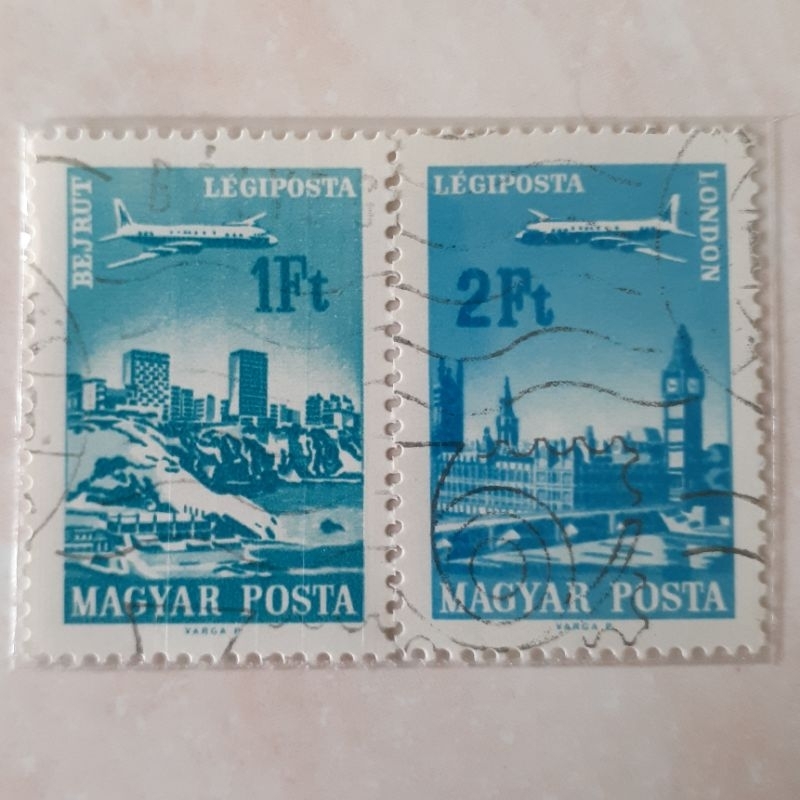 BEJRUT
LÉGIPOSTA
1Ft
MAGYAR POSTA
VARGA P.
LÉGIPOSTA
LONDON
2Ft
MAGYAR POSTA
VARGA P.